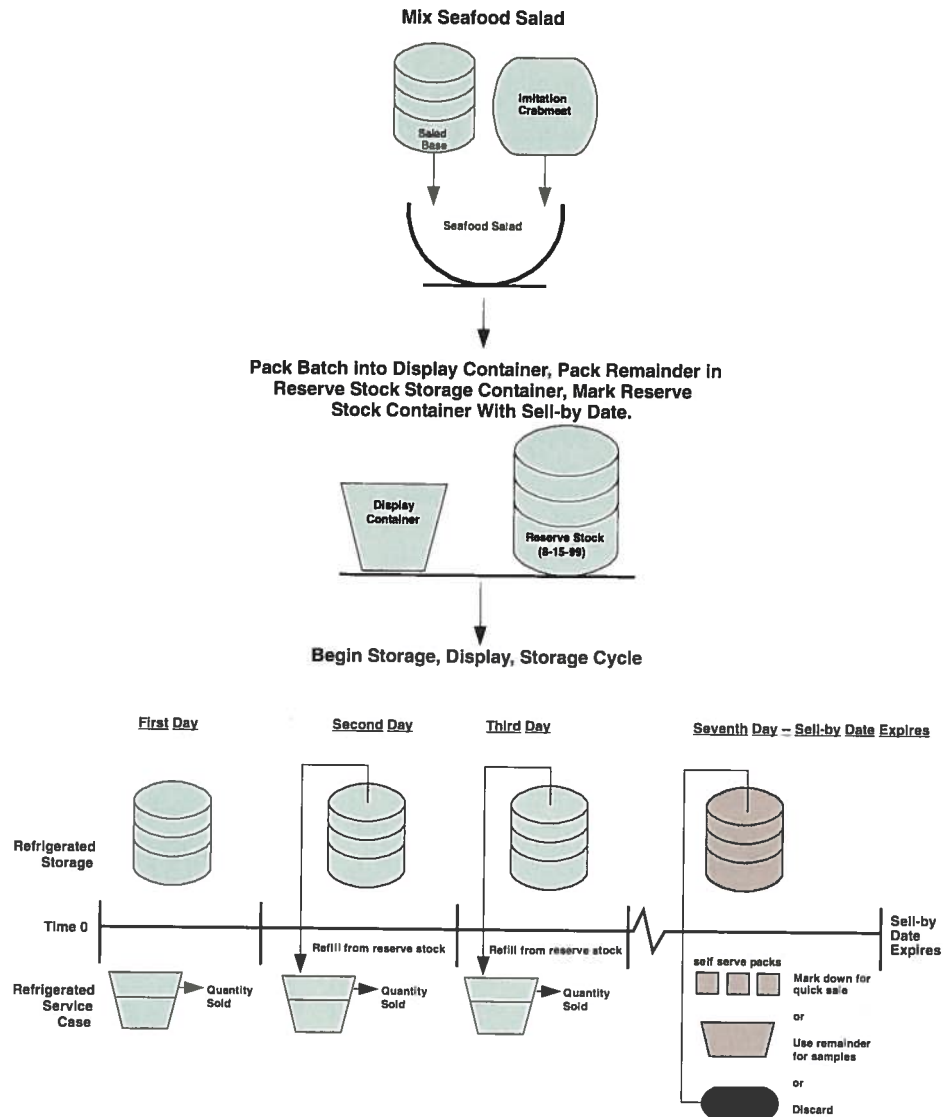 Mix Seafood Salad
Salad
Base
Imitation
Crabmeat
Seafood Salad
Pack Batch into Display Container, Pack Remainder in
Reserve Stock Storage Container, Mark Reserve
Stock Container With Sell-by Date.
Display
Container
Reserve Stock
(8-15-99)
Begin Storage, Display, Storage Cycle
First Day
Second Day
Third Day
Seventh Day – Sell-by Date Expires
Refrigerated
Storage
Time 0
Refill from reserve stock
Refill from reserve stock
Sell-by
Date
Expires
Refrigerated
Service
Case
Quantity
Sold
Quantity
Sold
Quantity
Sold
self serve packs
Mark down for
quick sale
or
Use remainder
for samples
or
Discard